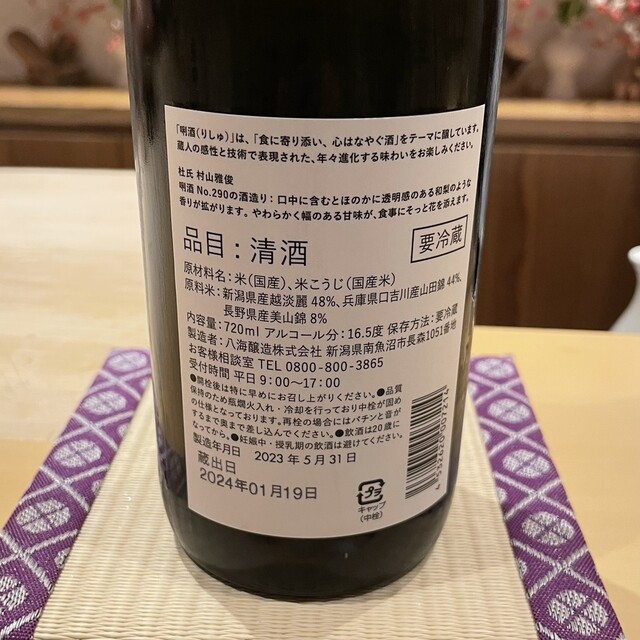 「唎酒(りしゅ)」は、「食に寄り添い、心はなやぐ酒」をテーマに醸しています。
蔵人の感性と技術で表現された、年々進化する味わいをお楽しみください。
杜氏 村山雅俊
唎酒 No.290の酒造り：口中に含むとほのかに透明感のある和梨のような
香りが拡がります。やわらかく幅のある甘味が、食事にそっと花を添えます。
品目：清酒
要冷蔵
原材料名：米(国産)、米こうじ(国産米)
原料米：新潟県産越淡麗 48%、兵庫県口吉川産山田錦 44%、
長野県産美山錦 8%
内容量：720ml アルコール分：16.5度 保存方法：要冷蔵
製造者：八海醸造株式会社 新潟県南魚沼市長森1051番地
お客様相談室 TEL 0800-800-3865
受付時間 平日 9:00〜17:00
●開栓後は特に早めにお召し上がりください。●品質
保持のため瓶燗火入れ・冷却を行っており中栓が固め
の仕様となっております。再栓の場合にはパチンと音が
するまで奥まで差し込んでください。●飲酒は20歳に
なってから。●妊娠中・授乳期の飲酒は避けてください。
製造年月日 2023年5月31日
蔵出日
2024年01月19日
プラ
キャップ
(中栓)
4 532620 001724